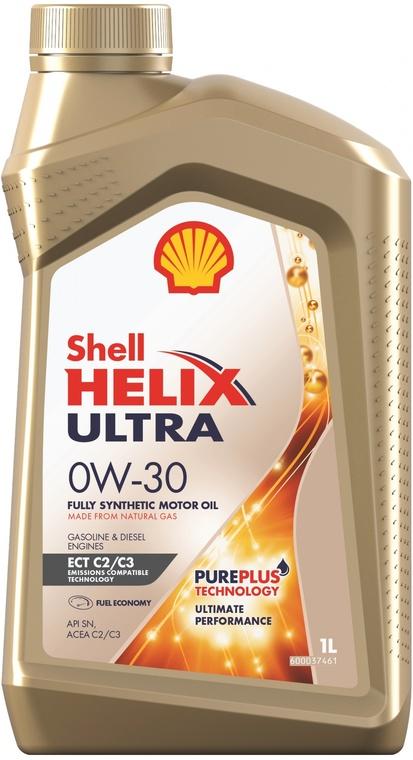 Shell
HELIX
ULTRA
0W-30
FULLY SYNTHETIC MOTOR OIL
MADE FROM NATURAL GAS
GASOLINE & DIESEL
ENGINES
ECT C2/C3
EMISSIONS COMPATIBLE
TECHNOLOGY
FUEL ECONOMY
API SN,
ACEA C2/C3
PUREPLUS
TECHNOLOGY
ULTIMATE
PERFORMANCE
1L
600037461